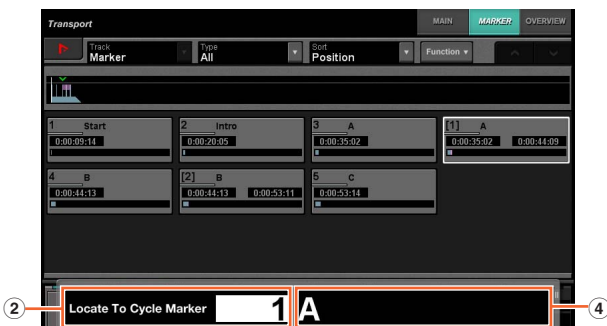 Transport MAIN MARKER OVERVIEW
Track Marker Type All Sort Position Function
1 Start 2 Intro 3 A [1] A
0:00:09:14 0:00:20:05 0:00:35:02 0:00:35:02 0:00:44:09
4 B [2] B 5 C
0:00:44:13 0:00:44:13 0:00:53:11 0:00:53:14
2 Locate To Cycle Marker 1 A 4